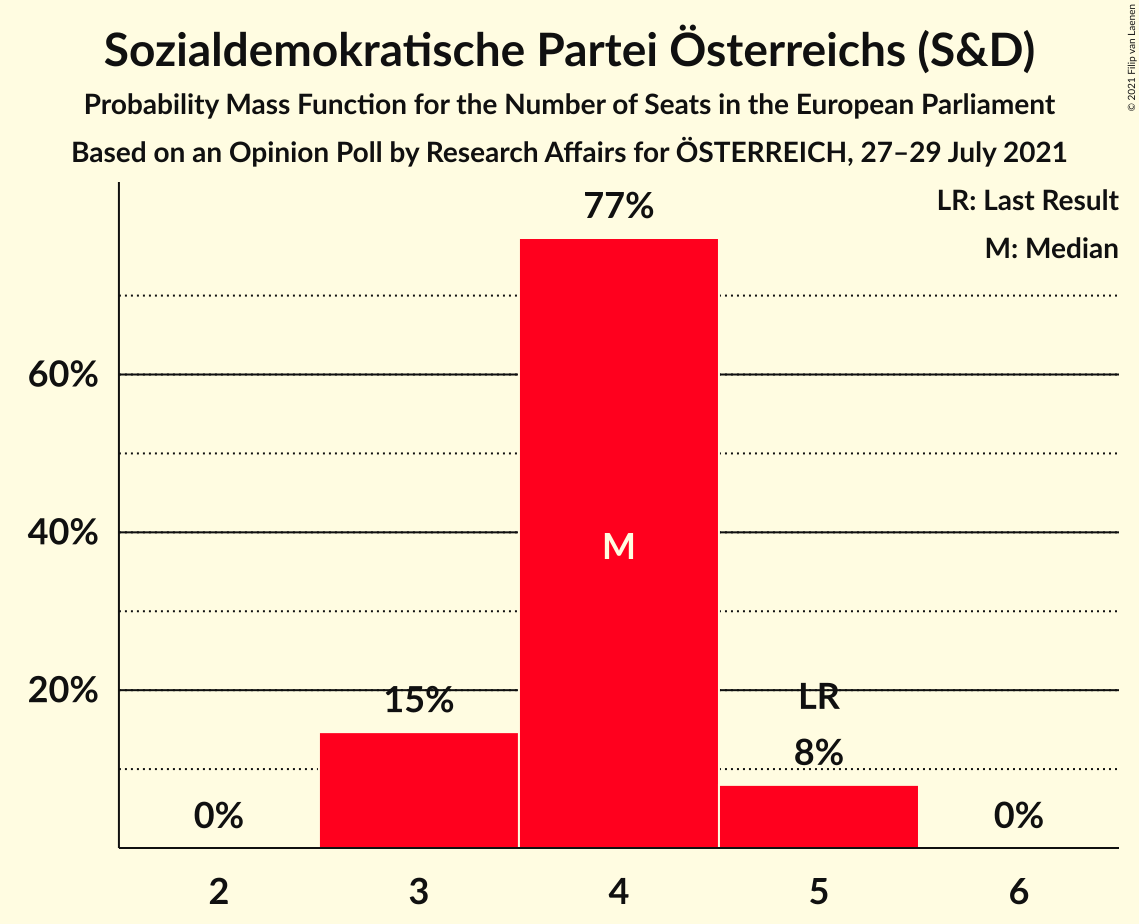 Sozialdemokratische Partei Österreichs (S&D)
Probability Mass Function for the Number of Seats in the European Parliament
Based on an Opinion Poll by Research Affairs for ÖSTERREICH, 27–29 July 2021
© 2021 Filip van Laenen
LR: Last Result
M: Median
77%
60%
40%
M
20%
15%
LR
8%
0%
0%
2
3
4
5
6